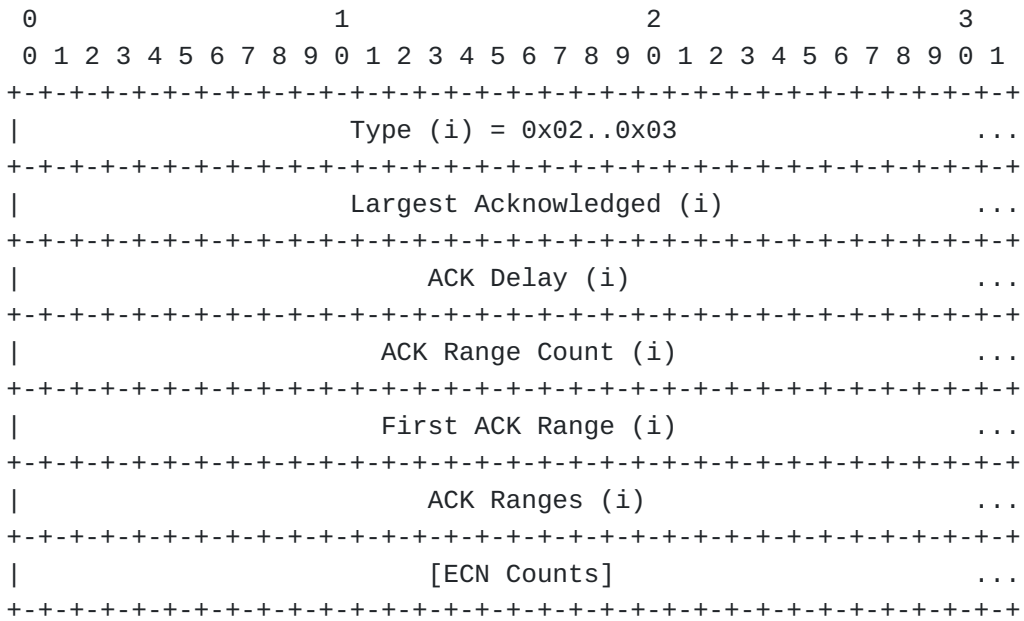 0                   1                   2                   3
 0 1 2 3 4 5 6 7 8 9 0 1 2 3 4 5 6 7 8 9 0 1 2 3 4 5 6 7 8 9 0 1
+-+-+-+-+-+-+-+-+-+-+-+-+-+-+-+-+-+-+-+-+-+-+-+-+-+-+-+-+-+-+-+-+
|                     Type (i) = 0x02..0x03                   ...
+-+-+-+-+-+-+-+-+-+-+-+-+-+-+-+-+-+-+-+-+-+-+-+-+-+-+-+-+-+-+-+-+
|                     Largest Acknowledged (i)                ...
+-+-+-+-+-+-+-+-+-+-+-+-+-+-+-+-+-+-+-+-+-+-+-+-+-+-+-+-+-+-+-+-+
|                          ACK Delay (i)                      ...
+-+-+-+-+-+-+-+-+-+-+-+-+-+-+-+-+-+-+-+-+-+-+-+-+-+-+-+-+-+-+-+-+
|                       ACK Range Count (i)                   ...
+-+-+-+-+-+-+-+-+-+-+-+-+-+-+-+-+-+-+-+-+-+-+-+-+-+-+-+-+-+-+-+-+
|                       First ACK Range (i)                   ...
+-+-+-+-+-+-+-+-+-+-+-+-+-+-+-+-+-+-+-+-+-+-+-+-+-+-+-+-+-+-+-+-+
|                          ACK Ranges (i)                     ...
+-+-+-+-+-+-+-+-+-+-+-+-+-+-+-+-+-+-+-+-+-+-+-+-+-+-+-+-+-+-+-+-+
|                          [ECN Counts]                       ...
+-+-+-+-+-+-+-+-+-+-+-+-+-+-+-+-+-+-+-+-+-+-+-+-+-+-+-+-+-+-+-+-+